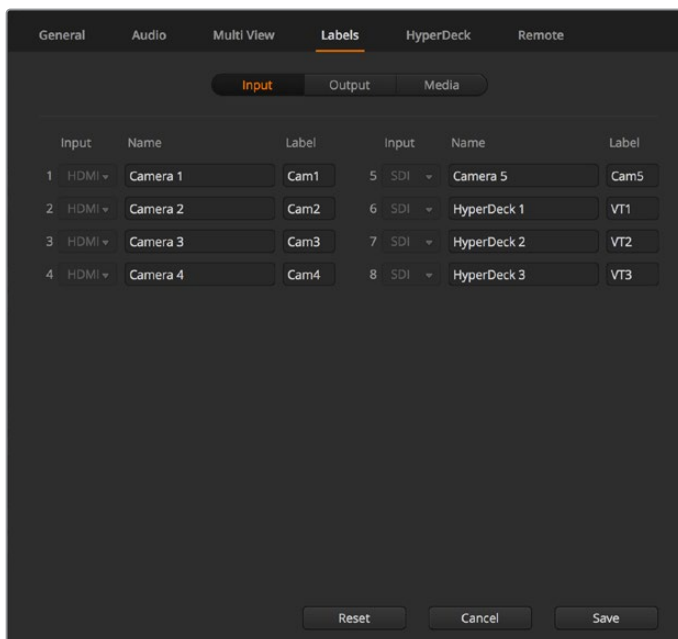 General Audio Multi View Labels HyperDeck Remote
Input Output Media
Input Name Label Input Name Label
1 HDMI Camera 1 Cam1 5 SDI Camera 5 Cam5
2 HDMI Camera 2 Cam2 6 SDI HyperDeck 1 VT1
3 HDMI Camera 3 Cam3 7 SDI HyperDeck 2 VT2
4 HDMI Camera 4 Cam4 8 SDI HyperDeck 3 VT3
Reset Cancel Save